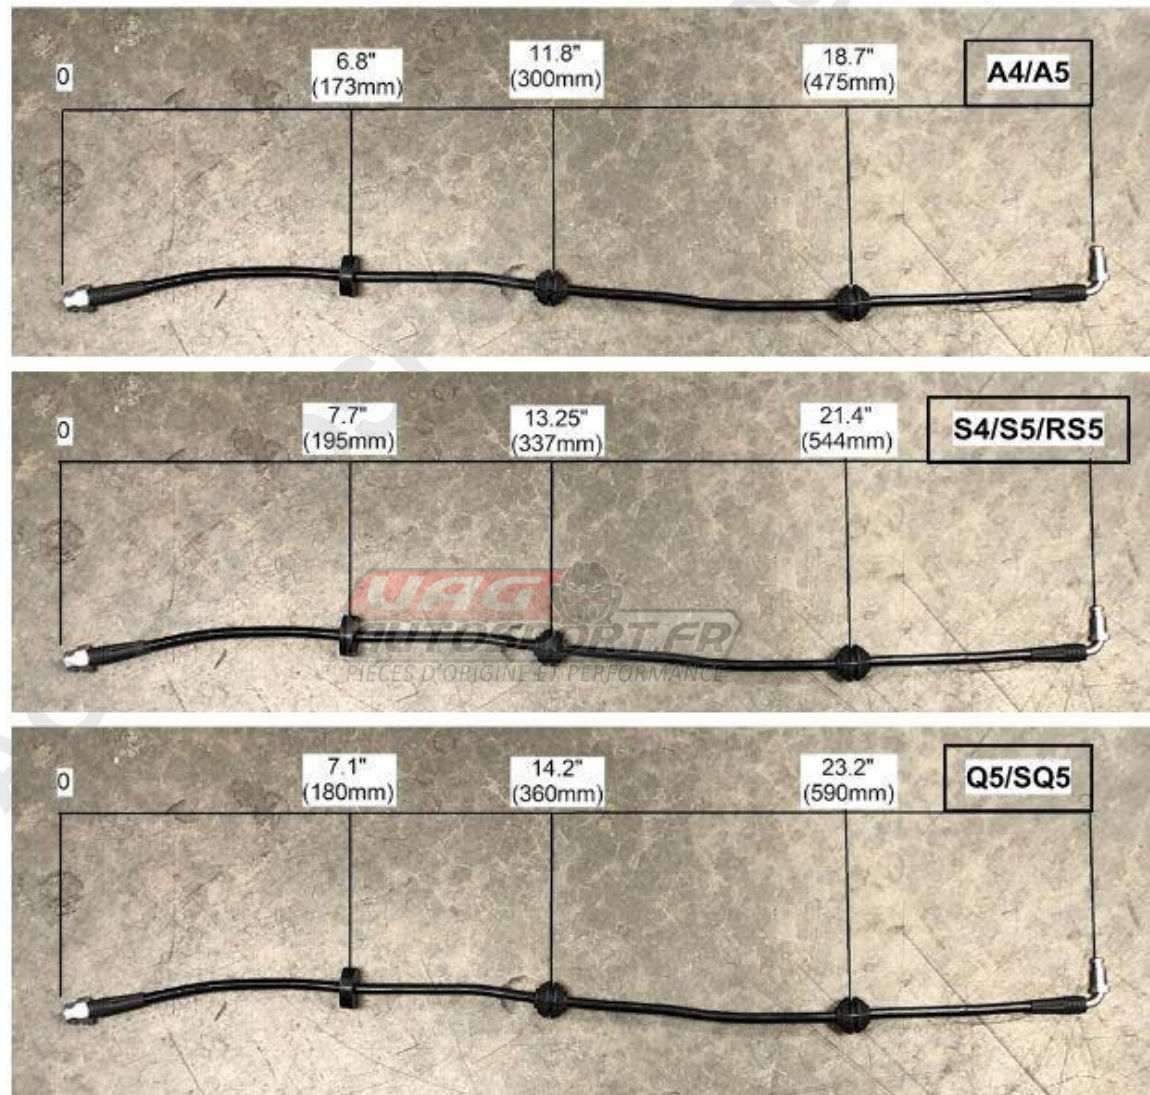 0
6.8"
(173mm)
11.8"
(300mm)
18.7"
(475mm)
A4/A5
0
7.7"
(195mm)
13.25"
(337mm)
21.4"
(544mm)
S4/S5/RS5
UAG
AUTOSPORT.FR
PIÈCES D'ORIGINE ET PERFORMANCE
0
7.1"
(180mm)
14.2"
(360mm)
23.2"
(590mm)
Q5/SQ5